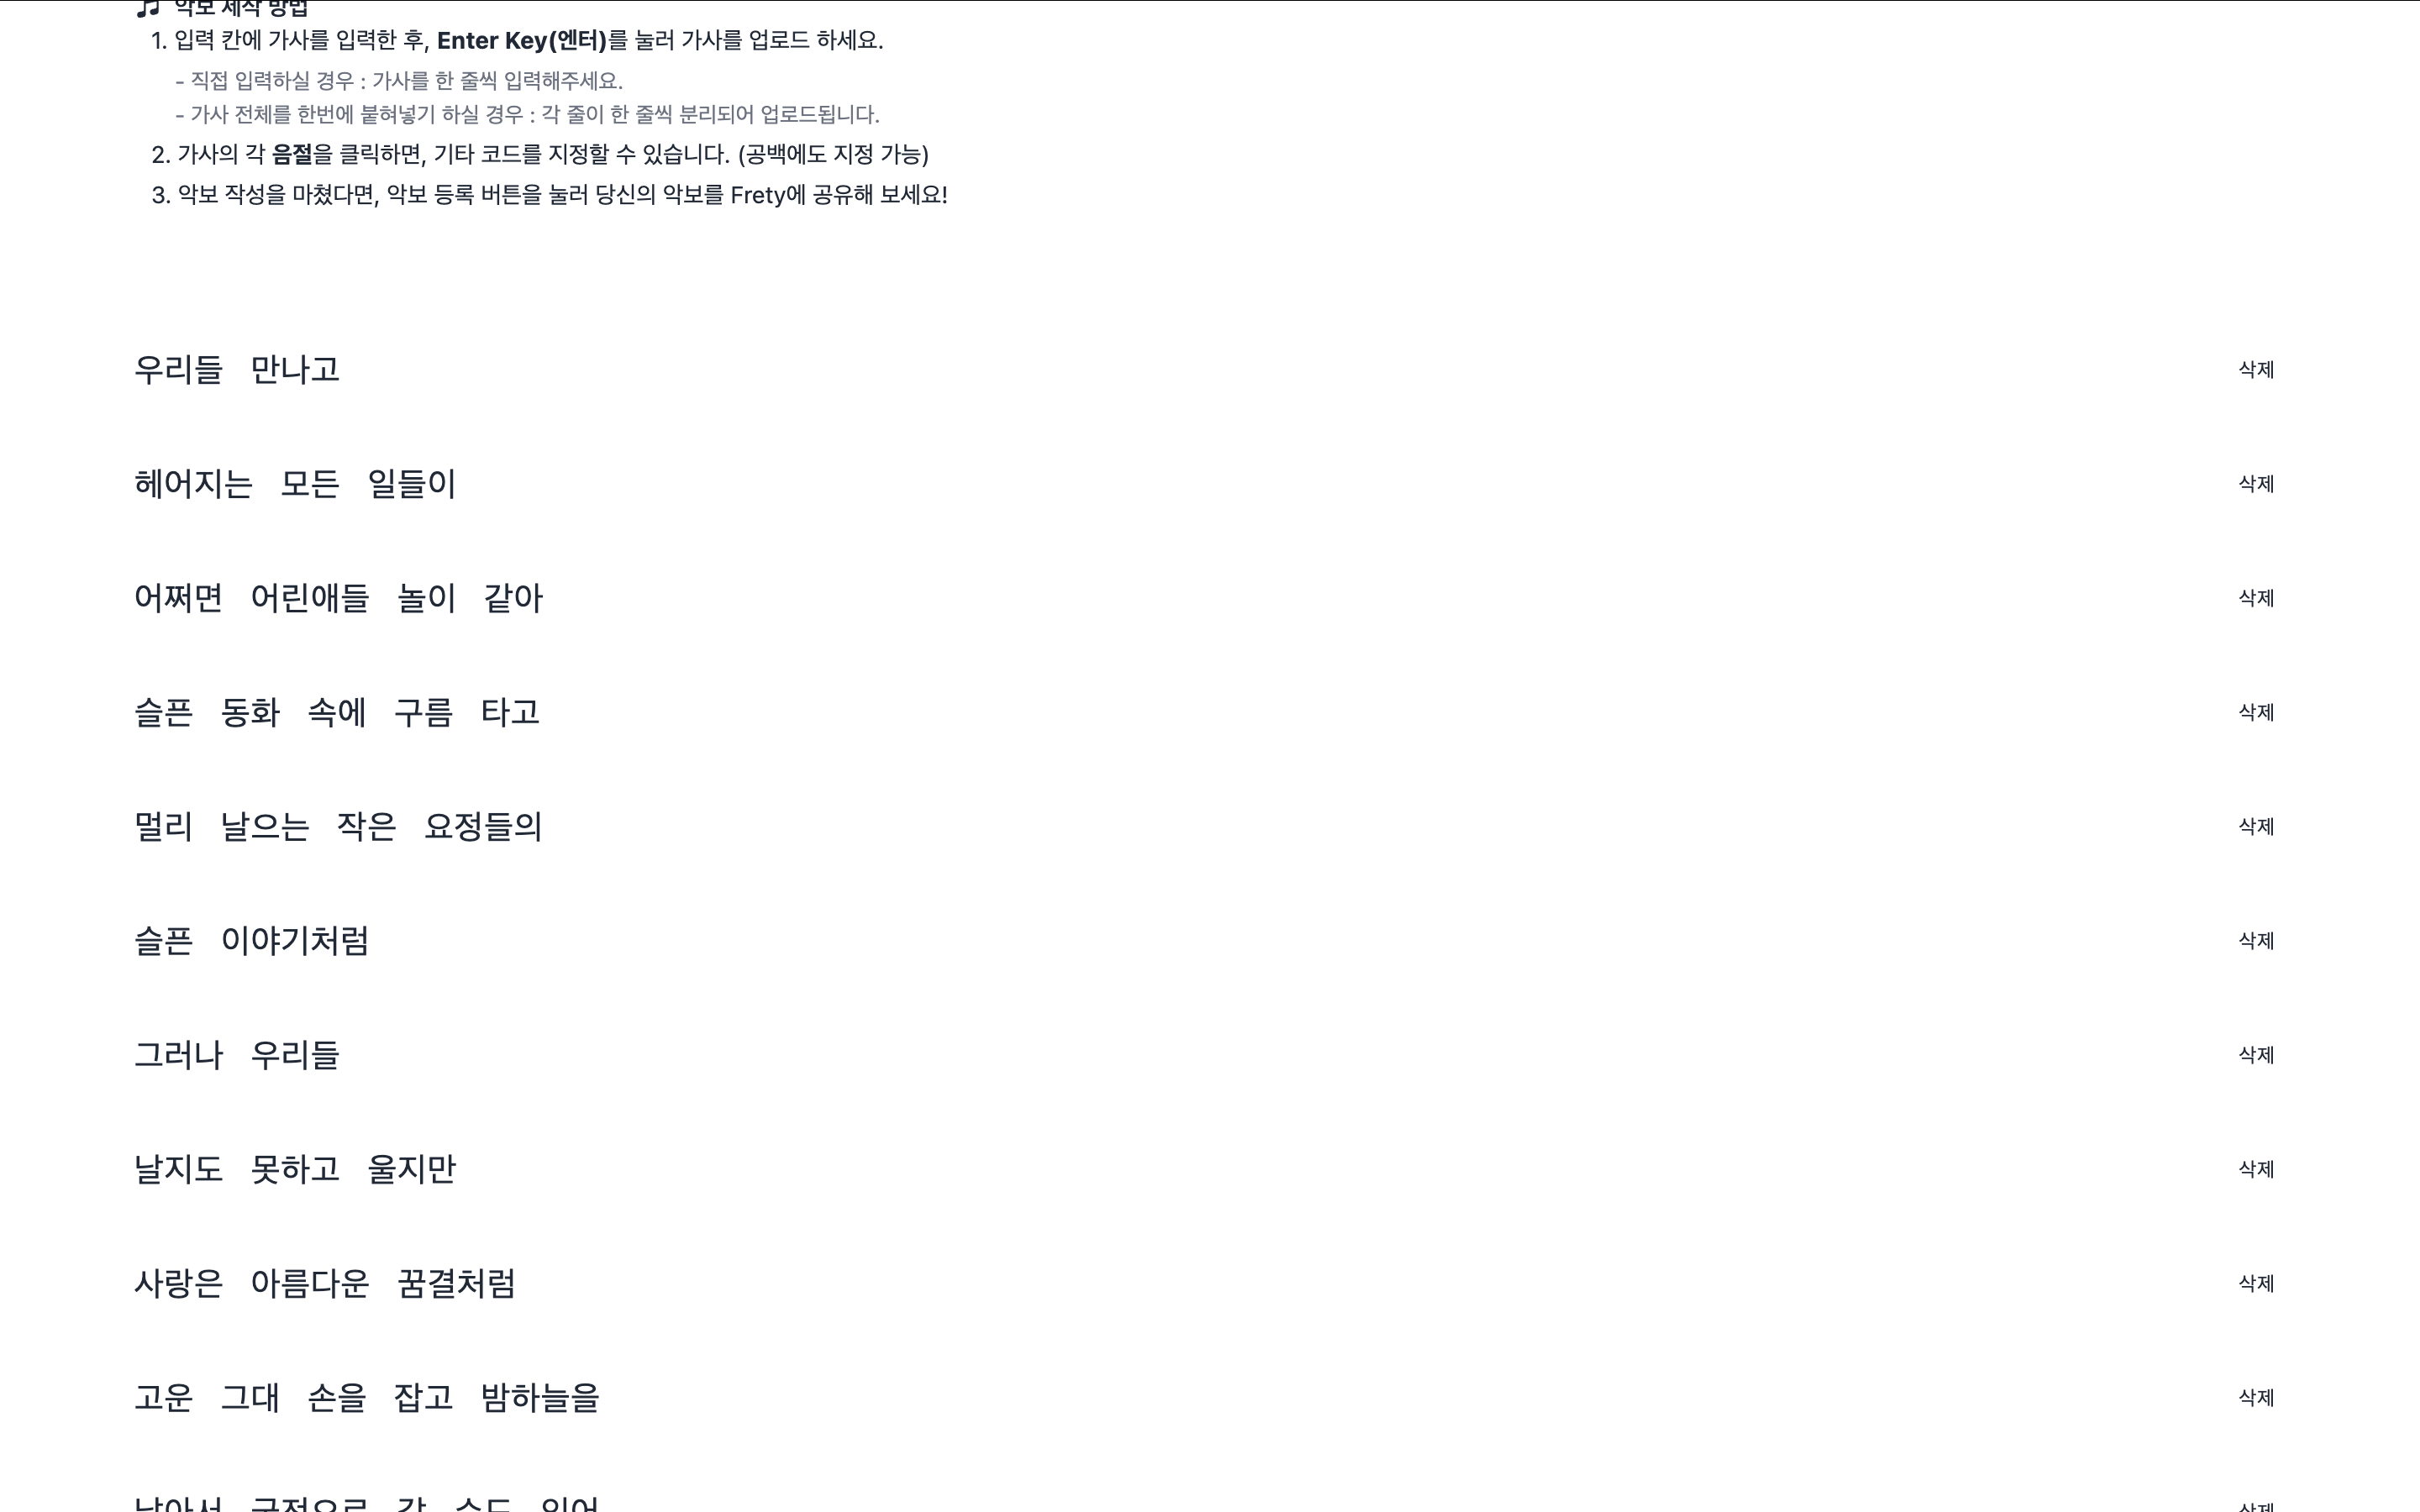 ♫ 악보 제작 방법
1. 입력 칸에 가사를 입력한 후, Enter Key(엔터)를 눌러 가사를 업로드 하세요.
- 직접 입력하실 경우 : 가사를 한 줄씩 입력해주세요.
- 가사 전체를 한번에 붙혀넣기 하실 경우 : 각 줄이 한 줄씩 분리되어 업로드됩니다.
2. 가사의 각 음절을 클릭하면, 기타 코드를 지정할 수 있습니다. (공백에도 지정 가능)
3. 악보 작성을 마쳤다면, 악보 등록 버튼을 눌러 당신의 악보를 Frety에 공유해 보세요!
우리들 만나고 삭제
헤어지는 모든 일들이 삭제
어쩌면 어린애들 놀이 같아 삭제
슬픈 동화 속에 구름 타고 삭제
멀리 날으는 작은 요정들의 삭제
슬픈 이야기처럼 삭제
그러나 우리들 삭제
날지도 못하고 울지만 삭제
사랑은 아름다운 꿈결처럼 삭제
고운 그대 손을 잡고 밤하늘을 삭제
날아서 궁전으로 갈 수도 있어 삭제